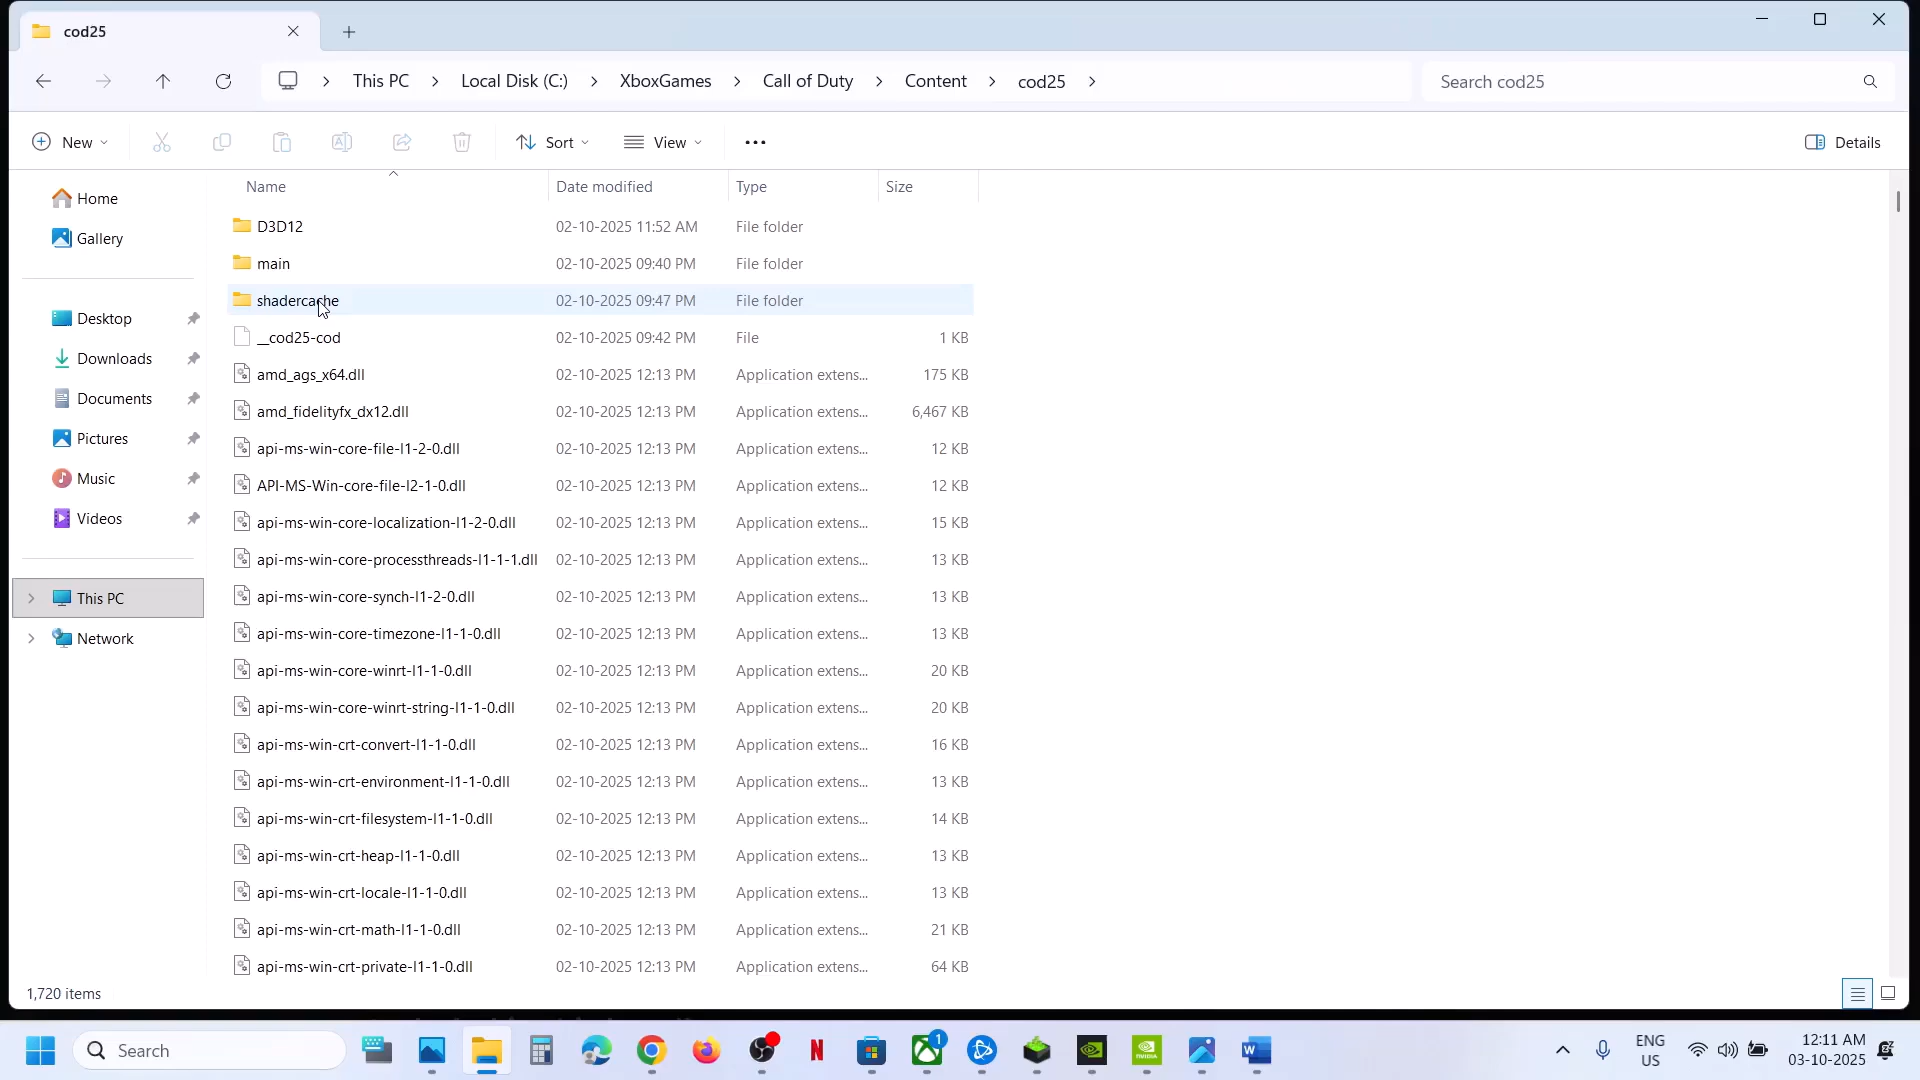 cod25
This PC > Local Disk (C:) > XboxGames > Call of Duty > Content > cod25 >
Search cod25
New
Sort
View
Details
Name Date modified Type Size
Home
Gallery
Desktop
Downloads
Documents
Pictures
Music
Videos
This PC
Network
D3D12 02-10-2025 11:52 AM File folder
main 02-10-2025 09:40 PM File folder
shadercache 02-10-2025 09:47 PM File folder
__cod25-cod 02-10-2025 09:42 PM File 1 KB
amd_ags_x64.dll 02-10-2025 12:13 PM Application extens... 175 KB
amd_fidelityfx_dx12.dll 02-10-2025 12:13 PM Application extens... 6,467 KB
api-ms-win-core-file-l1-2-0.dll 02-10-2025 12:13 PM Application extens... 12 KB
API-MS-Win-core-file-l2-1-0.dll 02-10-2025 12:13 PM Application extens... 12 KB
api-ms-win-core-localization-l1-2-0.dll 02-10-2025 12:13 PM Application extens... 15 KB
api-ms-win-core-processthreads-l1-1-1.dll 02-10-2025 12:13 PM Application extens... 13 KB
api-ms-win-core-synch-l1-2-0.dll 02-10-2025 12:13 PM Application extens... 13 KB
api-ms-win-core-timezone-l1-1-0.dll 02-10-2025 12:13 PM Application extens... 13 KB
api-ms-win-core-winrt-l1-1-0.dll 02-10-2025 12:13 PM Application extens... 20 KB
api-ms-win-core-winrt-string-l1-1-0.dll 02-10-2025 12:13 PM Application extens... 20 KB
api-ms-win-crt-convert-l1-1-0.dll 02-10-2025 12:13 PM Application extens... 16 KB
api-ms-win-crt-environment-l1-1-0.dll 02-10-2025 12:13 PM Application extens... 13 KB
api-ms-win-crt-filesystem-l1-1-0.dll 02-10-2025 12:13 PM Application extens... 14 KB
api-ms-win-crt-heap-l1-1-0.dll 02-10-2025 12:13 PM Application extens... 13 KB
api-ms-win-crt-locale-l1-1-0.dll 02-10-2025 12:13 PM Application extens... 13 KB
api-ms-win-crt-math-l1-1-0.dll 02-10-2025 12:13 PM Application extens... 21 KB
api-ms-win-crt-private-l1-1-0.dll 02-10-2025 12:13 PM Application extens... 64 KB
1,720 items
Search
N
1
NVIDIA
W
ENG
US
12:11 AM
03-10-2025